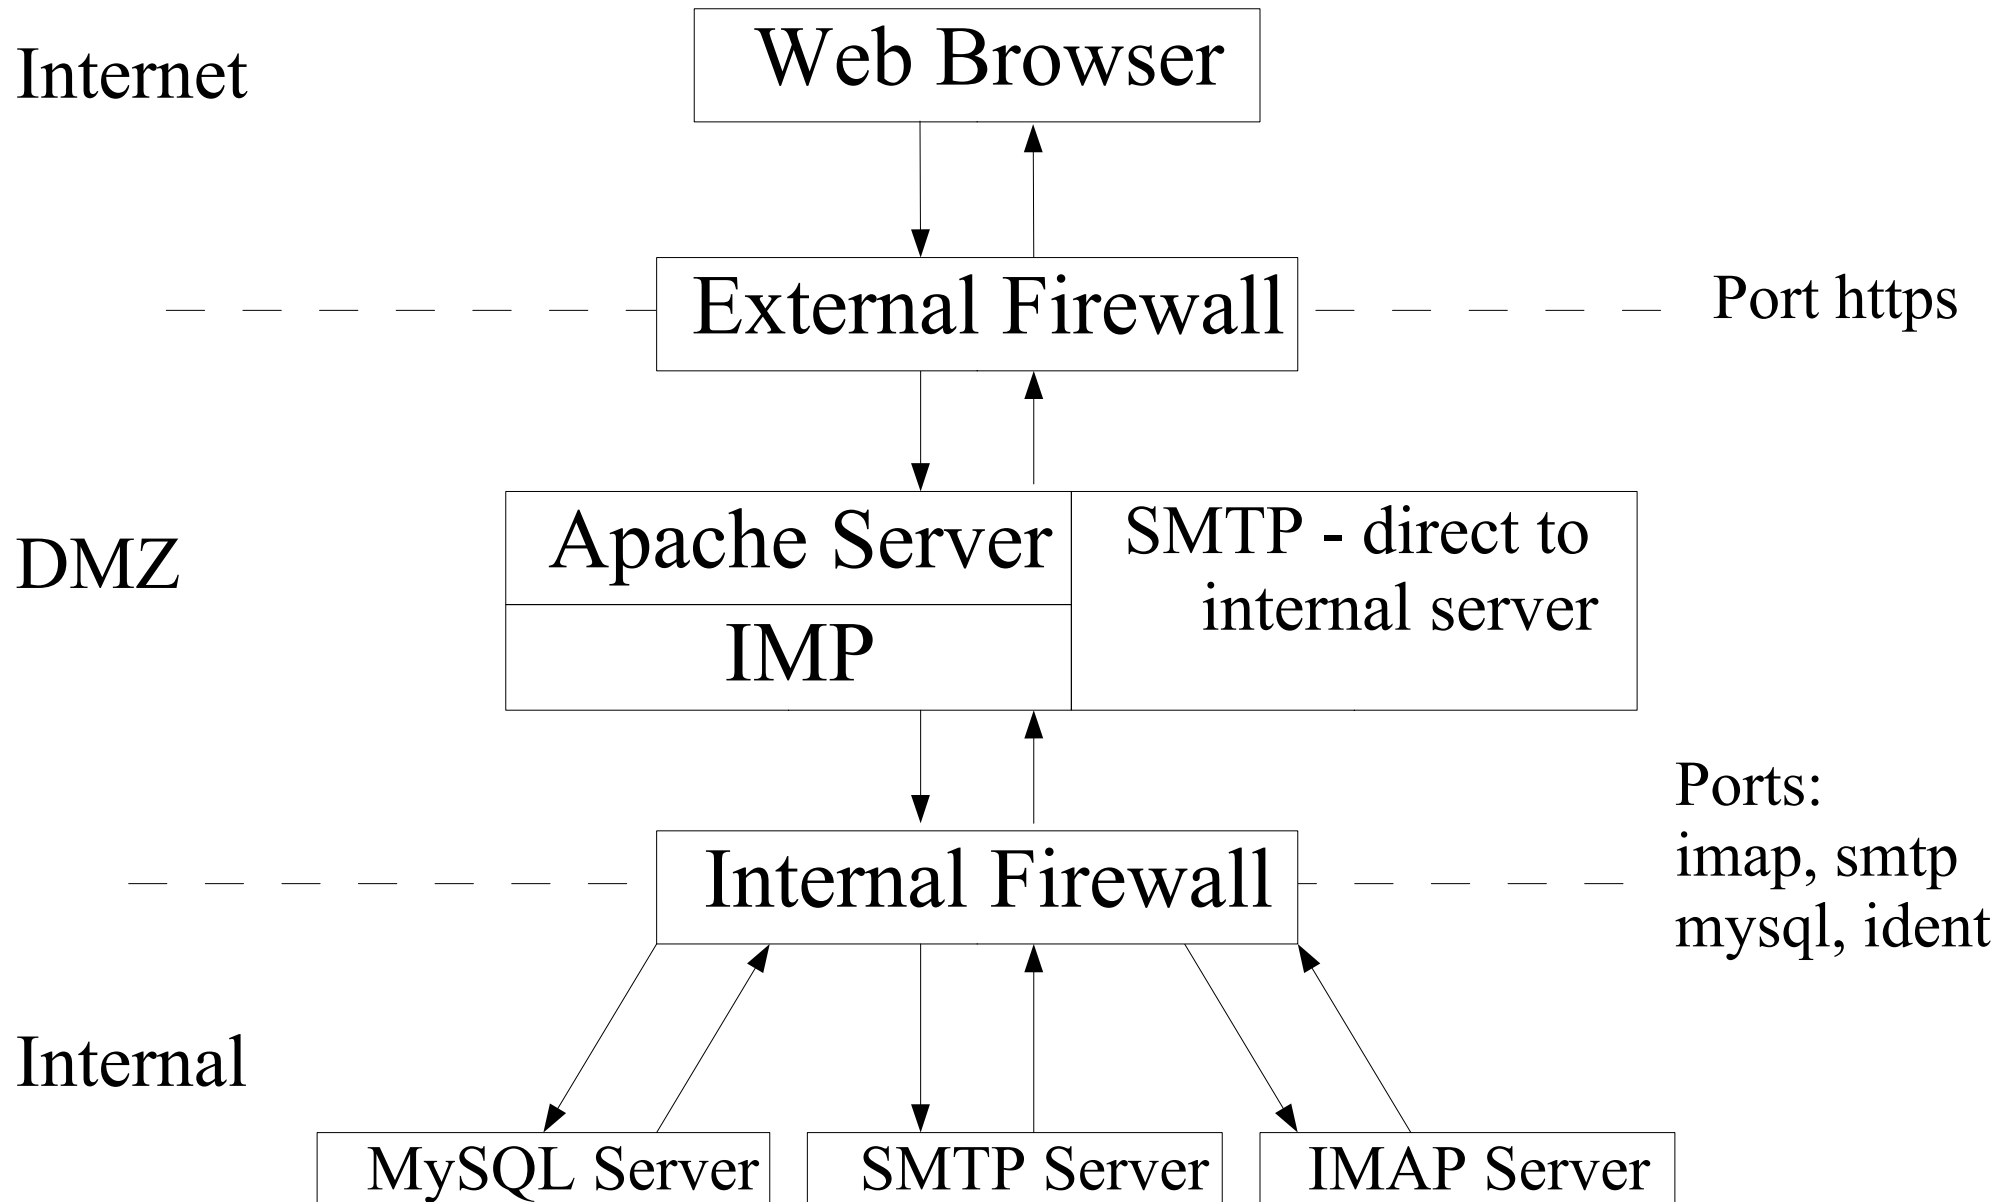 Internet
Web Browser
External Firewall
Port https
DMZ
Apache Server
IMP
SMTP - direct to
internal server
Internal Firewall
Ports:
imap, smtp
mysql, ident
Internal
MySQL Server
SMTP Server
IMAP Server